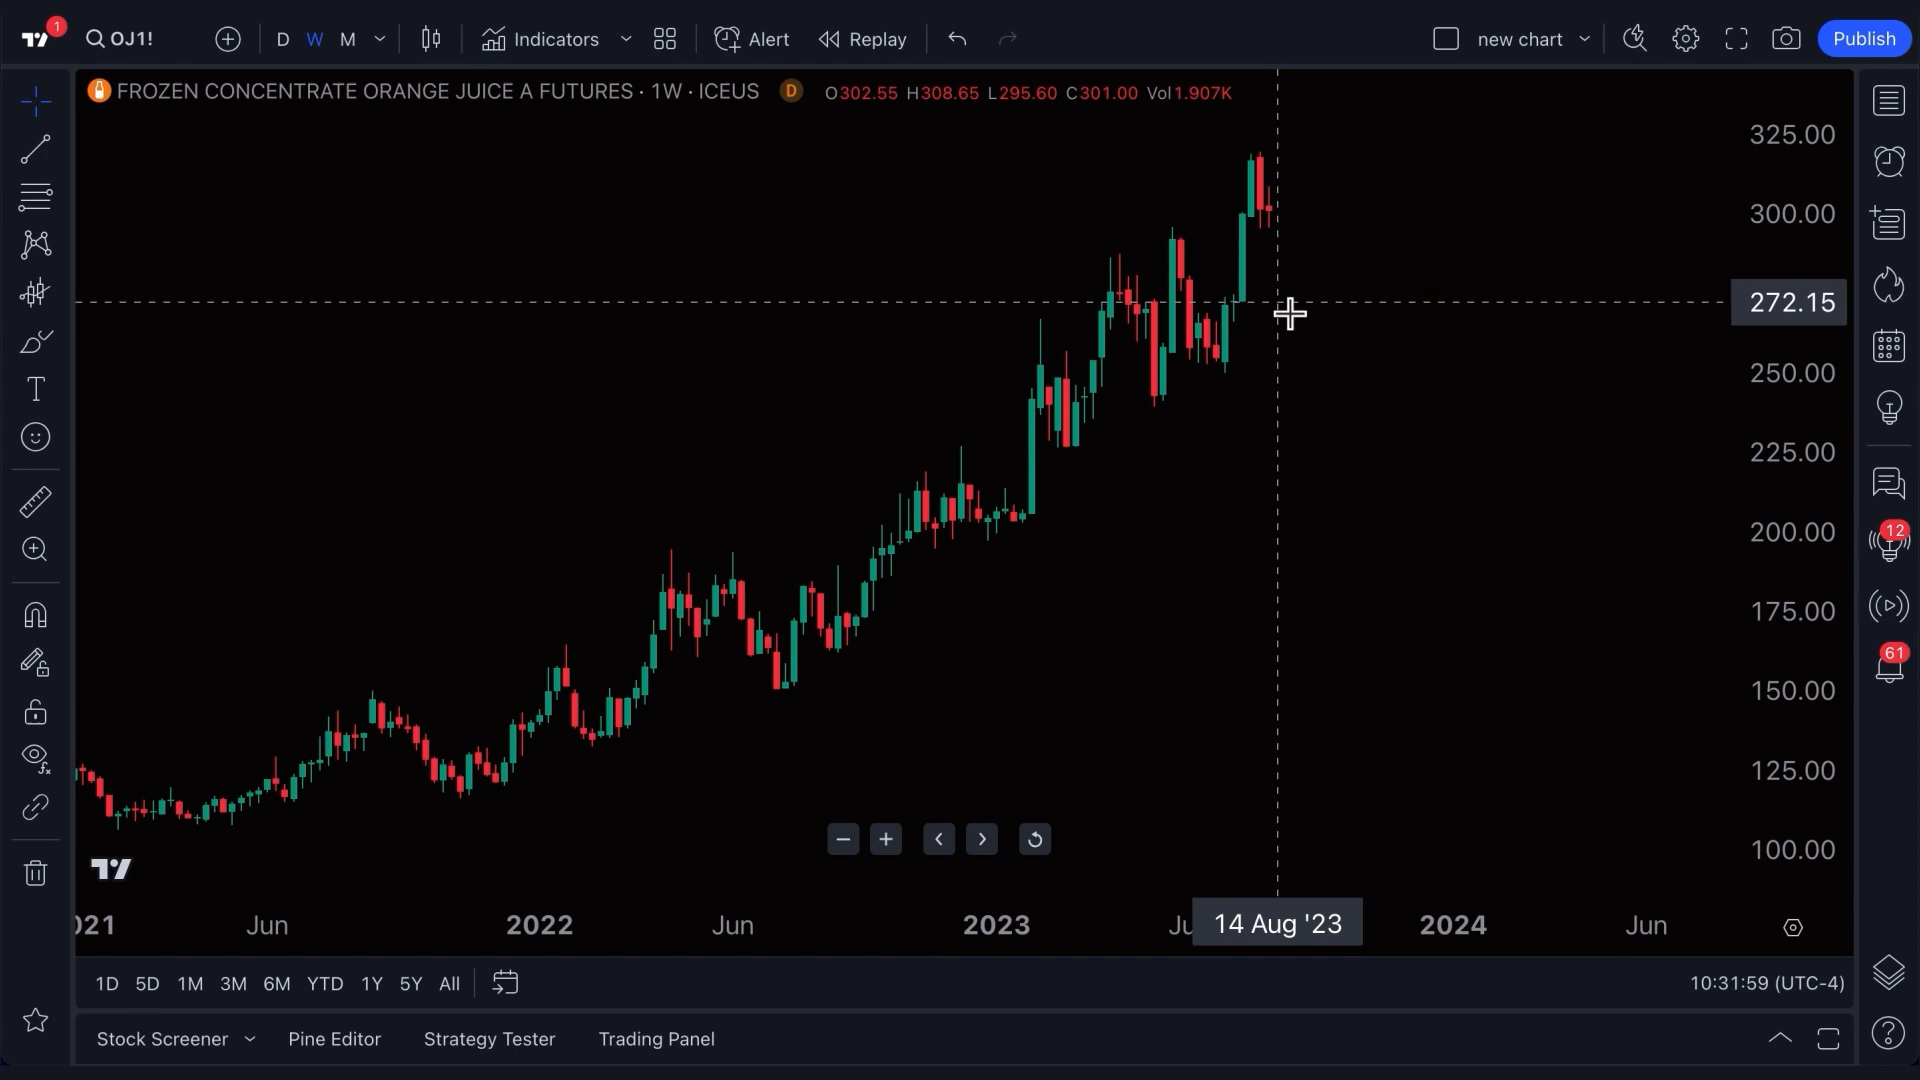 1
OJ1!
D W M
Indicators
Alert
Replay
new chart
Publish
FROZEN CONCENTRATE ORANGE JUICE A FUTURES · 1W · ICEUS D O302.55 H308.65 L295.60 C301.00 Vol1.907K
325.00
300.00
272.15
250.00
225.00
200.00
175.00
150.00
125.00
100.00
12
61
021 Jun 2022 Jun 2023 Ju 14 Aug '23 2024 Jun
1D 5D 1M 3M 6M YTD 1Y 5Y All
10:31:59 (UTC-4)
Stock Screener Pine Editor Strategy Tester Trading Panel